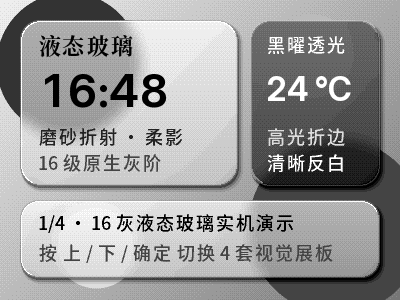 液态玻璃
16:48
磨砂折射 · 柔影
16 级原生灰阶
黑曜透光
24 °C
高光折边
清晰反白
1/4 · 16 灰液态玻璃实机演示
按 上 / 下 / 确定 切换 4 套视觉展板